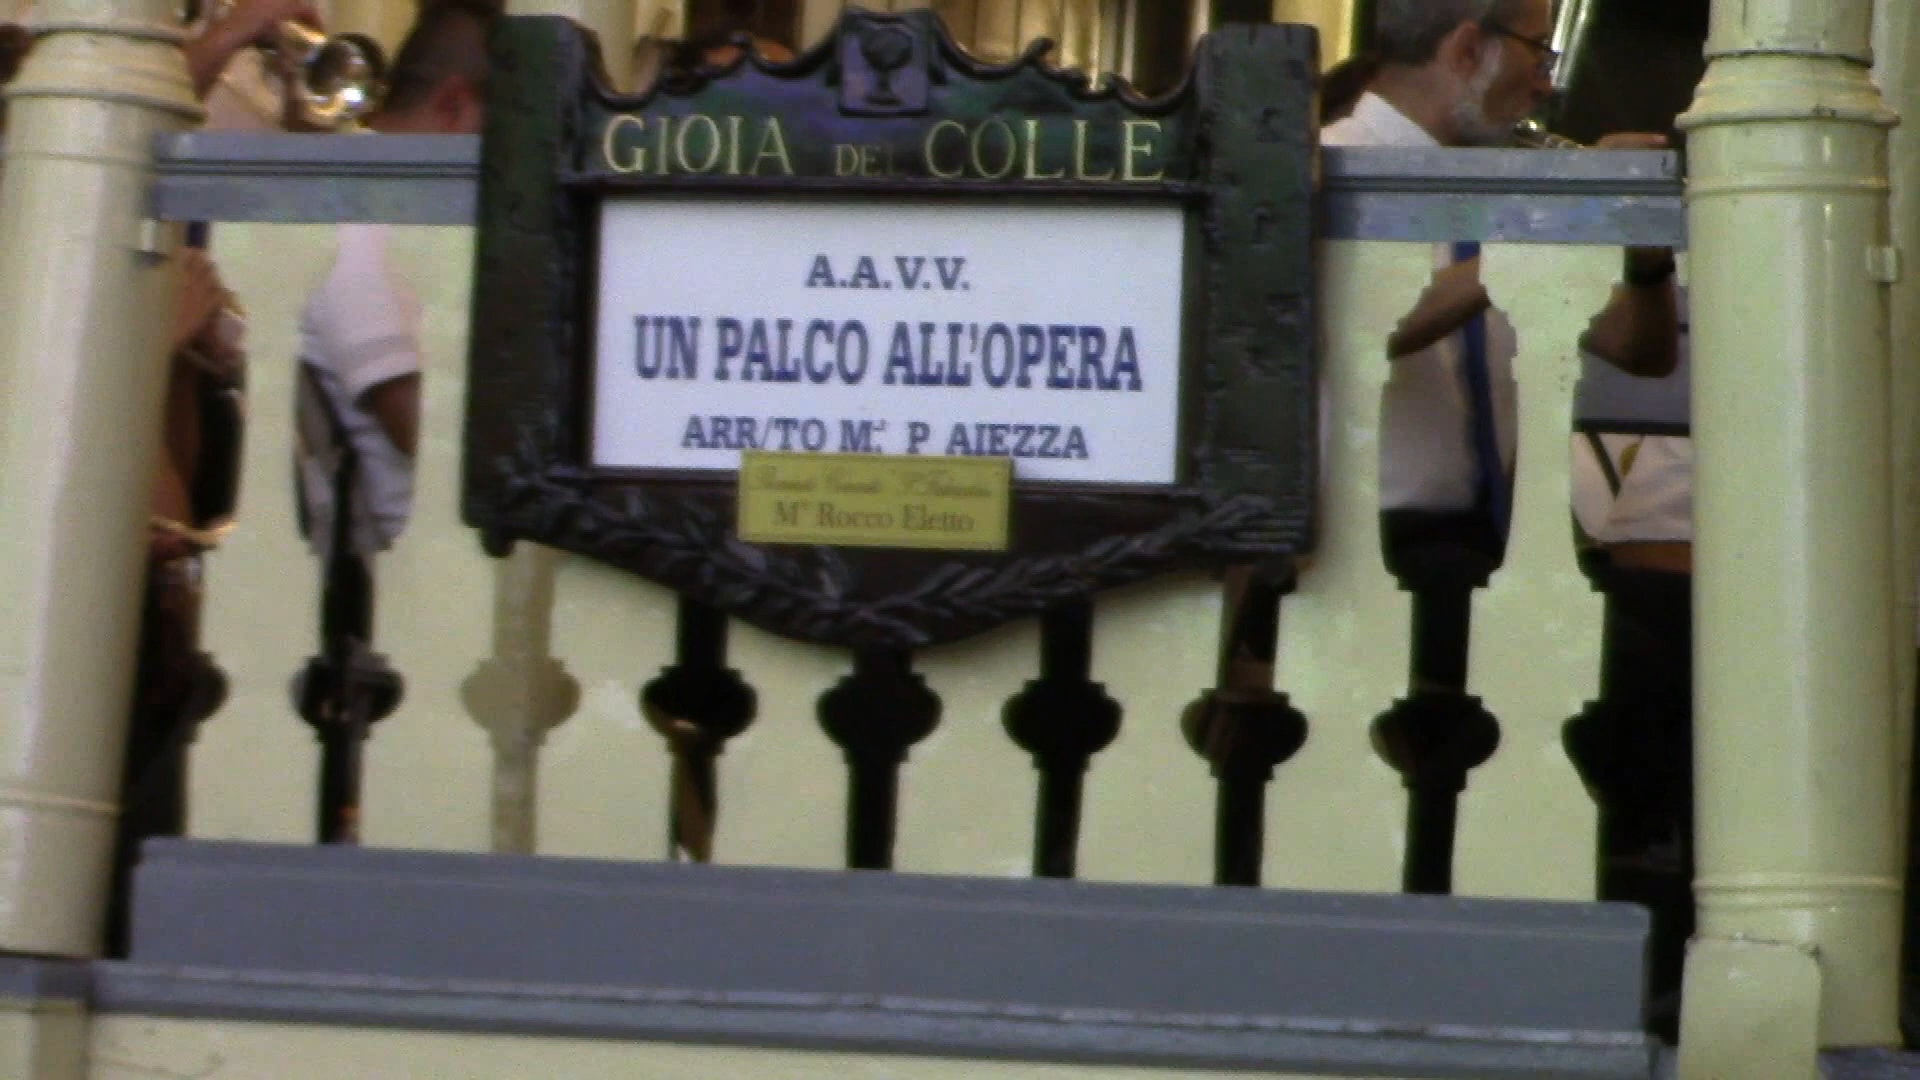 GIOIA DEL COLLE
A.A.V.V.
UN PALCO ALL'OPERA
ARR/TO M.° P AIEZZA
M° Rocco Eletto